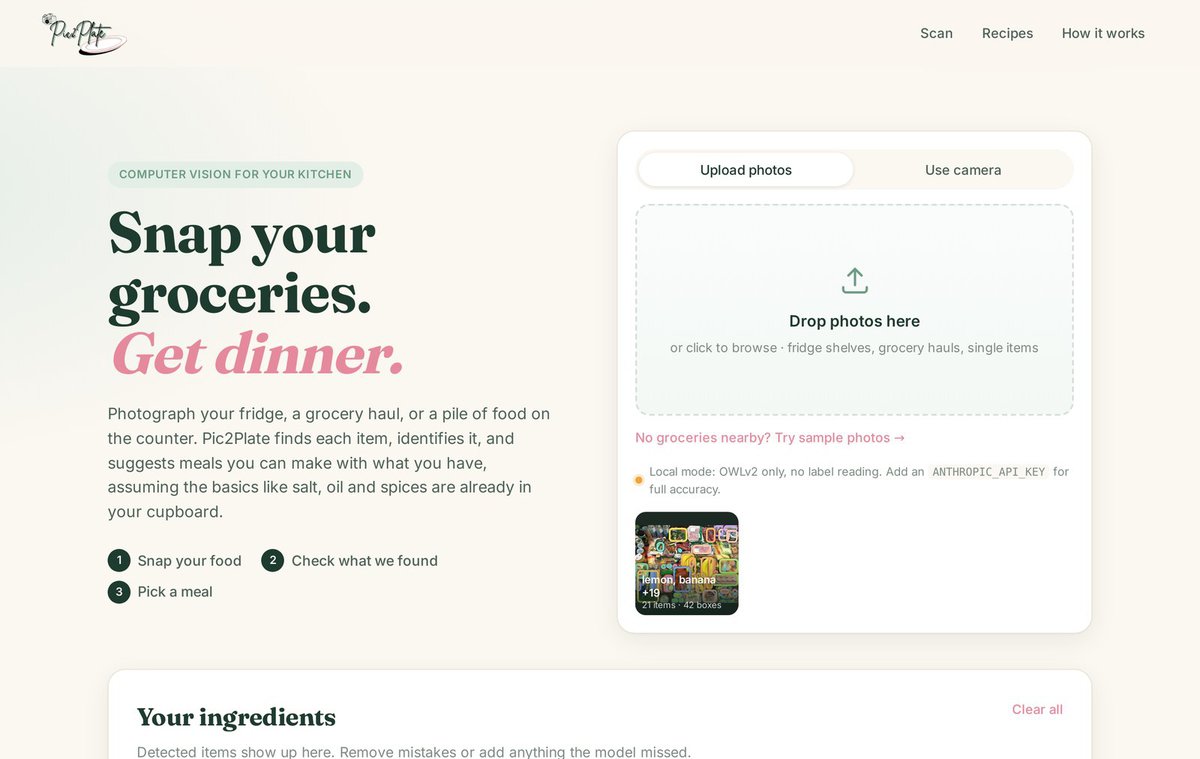 Pic2Plate
Scan
Recipes
How it works
COMPUTER VISION FOR YOUR KITCHEN
Snap your
groceries.
Get dinner.
Photograph your fridge, a grocery haul, or a pile of food on
the counter. Pic2Plate finds each item, identifies it, and
suggests meals you can make with what you have,
assuming the basics like salt, oil and spices are already in
your cupboard.
1 Snap your food
2 Check what we found
3 Pick a meal
Upload photos
Use camera
Drop photos here
or click to browse · fridge shelves, grocery hauls, single items
No groceries nearby? Try sample photos →
Local mode: OWLv2 only, no label reading. Add an ANTHROPIC_API_KEY for
full accuracy.
lemon, banana
+19
21 items · 42 boxes
Your ingredients
Clear all
Detected items show up here. Remove mistakes or add anything the model missed.